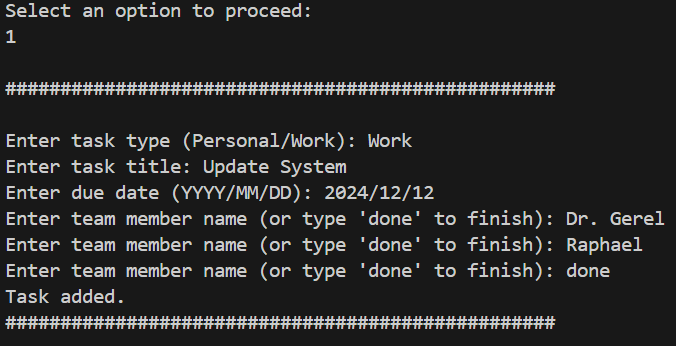 Select an option to proceed:
1
##################################################
Enter task type (Personal/Work): Work
Enter task title: Update System
Enter due date (YYYY/MM/DD): 2024/12/12
Enter team member name (or type 'done' to finish): Dr. Gerel
Enter team member name (or type 'done' to finish): Raphael
Enter team member name (or type 'done' to finish): done
Task added.
##################################################